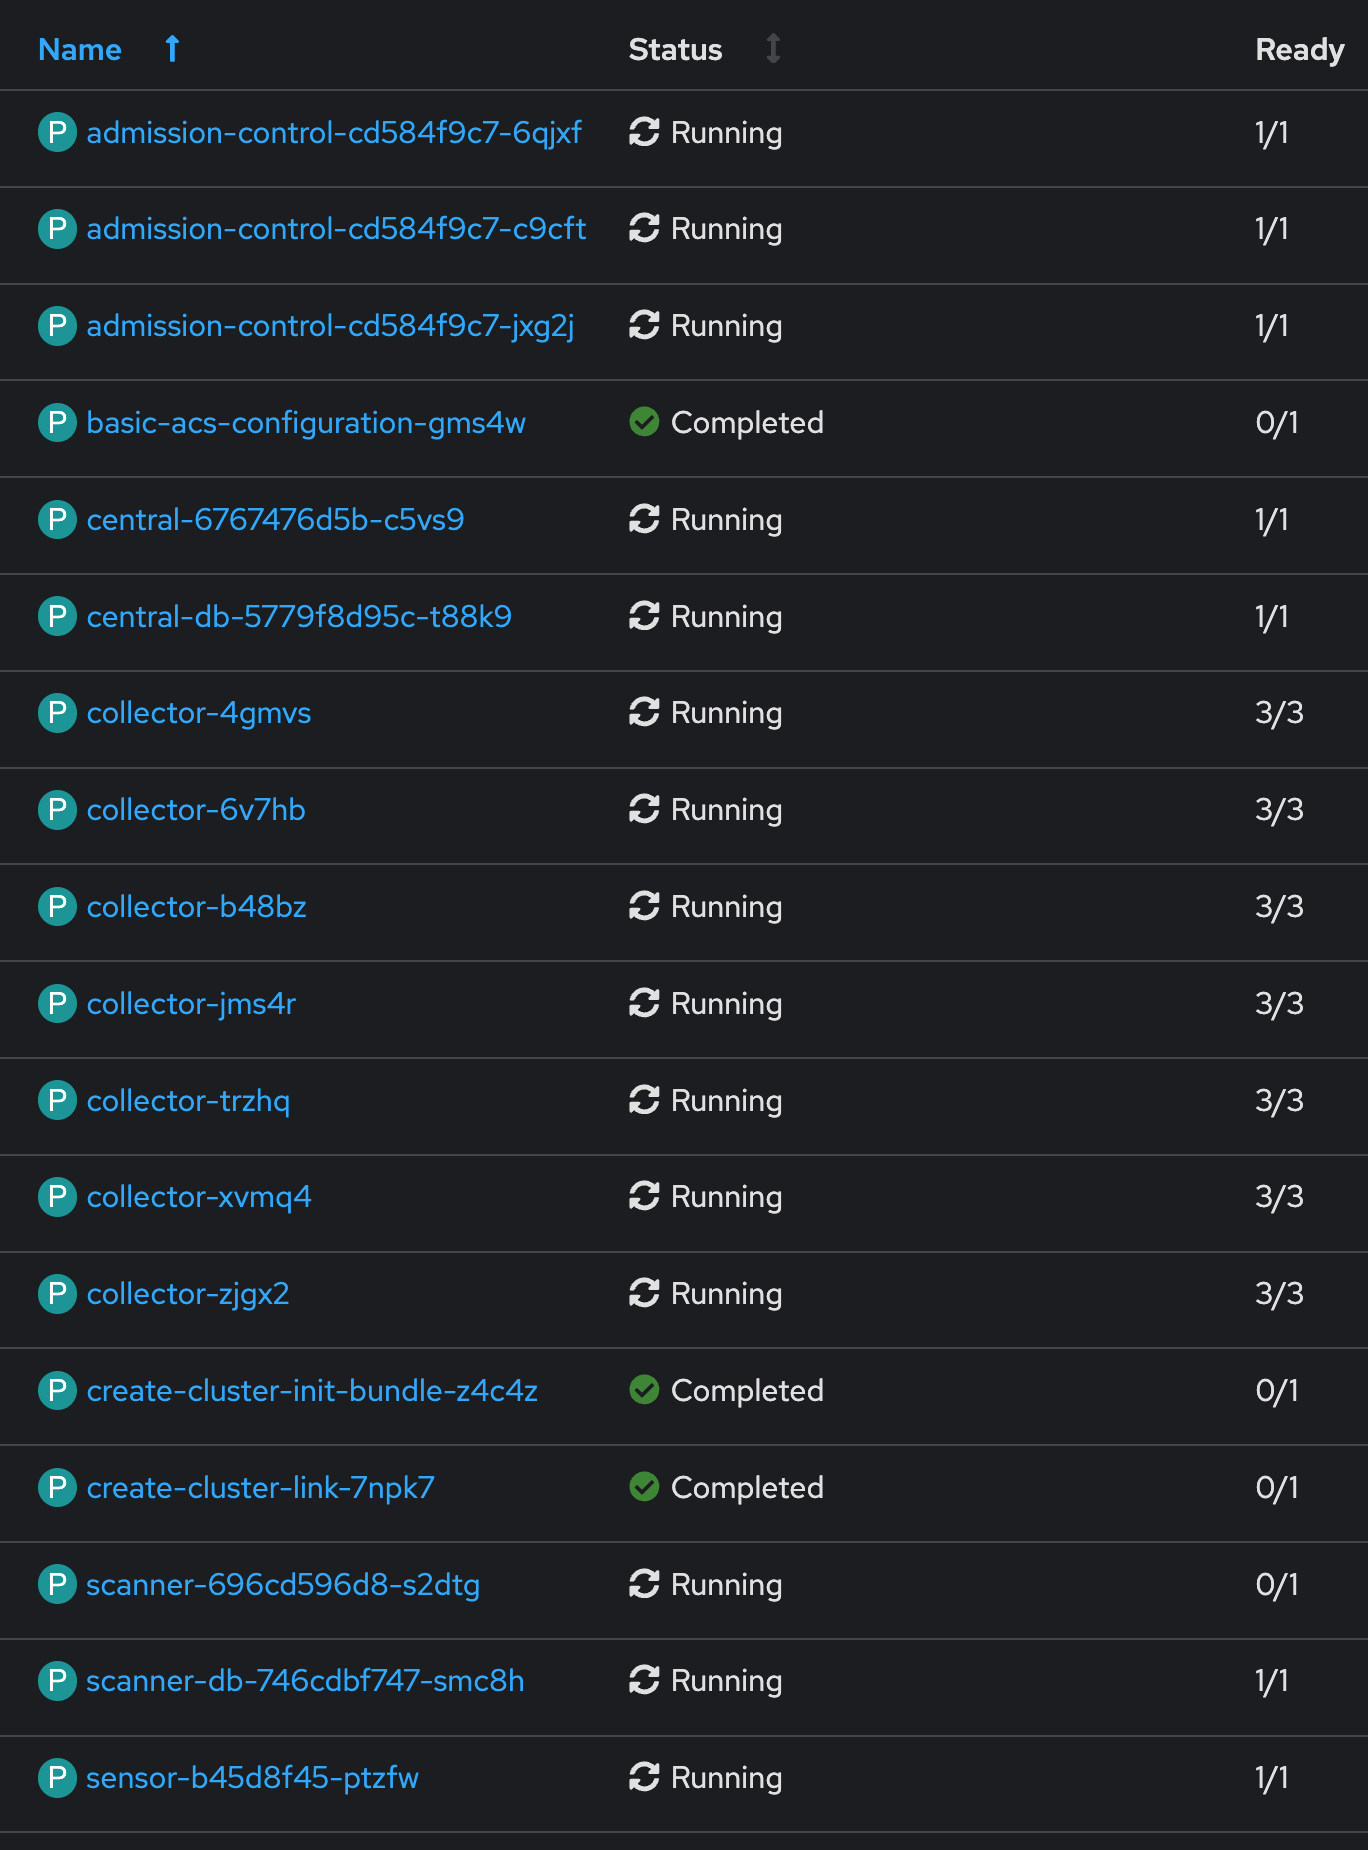 Name Status Ready
P admission-control-cd584f9c7-6qjxf Running 1/1
P admission-control-cd584f9c7-c9cft Running 1/1
P admission-control-cd584f9c7-jxg2j Running 1/1
P basic-acs-configuration-gms4w Completed 0/1
P central-6767476d5b-c5vs9 Running 1/1
P central-db-5779f8d95c-t88k9 Running 1/1
P collector-4gmvs Running 3/3
P collector-6v7hb Running 3/3
P collector-b48bz Running 3/3
P collector-jms4r Running 3/3
P collector-trzhq Running 3/3
P collector-xvmq4 Running 3/3
P collector-zjgx2 Running 3/3
P create-cluster-init-bundle-z4c4z Completed 0/1
P create-cluster-link-7npk7 Completed 0/1
P scanner-696cd596d8-s2dtg Running 0/1
P scanner-db-746cdbf747-smc8h Running 1/1
P sensor-b45d8f45-ptzfw Running 1/1